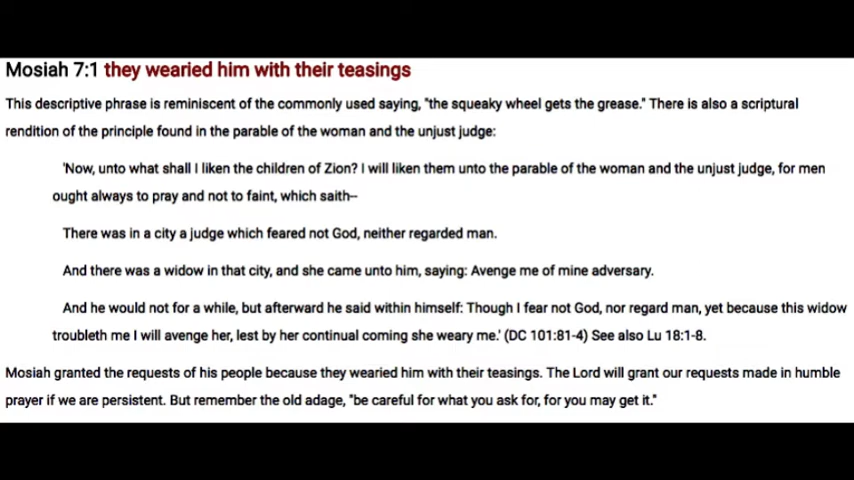 Mosiah 7:1 they wearied him with their teasings
This descriptive phrase is reminiscent of the commonly used saying, "the squeaky wheel gets the grease." There is also a scriptural
rendition of the principle found in the parable of the woman and the unjust judge:
'Now, unto what shall I liken the children of Zion? I will liken them unto the parable of the woman and the unjust judge, for men
ought always to pray and not to faint, which saith--
There was in a city a judge which feared not God, neither regarded man.
And there was a widow in that city, and she came unto him, saying: Avenge me of mine adversary.
And he would not for a while, but afterward he said within himself: Though I fear not God, nor regard man, yet because this widow
troubleth me I will avenge her, lest by her continual coming she weary me.' (DC 101:81-4) See also Lu 18:1-8.
Mosiah granted the requests of his people because they wearied him with their teasings. The Lord will grant our requests made in humble
prayer if we are persistent. But remember the old adage, "be careful for what you ask for, for you may get it."